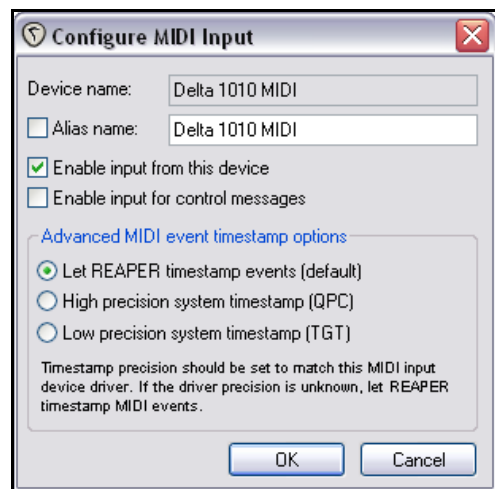 Configure MIDI Input
Device name: Delta 1010 MIDI
Alias name: Delta 1010 MIDI
Enable input from this device
Enable input for control messages
Advanced MIDI event timestamp options
Let REAPER timestamp events (default)
High precision system timestamp (QPC)
Low precision system timestamp (TGT)
Timestamp precision should be set to match this MIDI input
device driver. If the driver precision is unknown, let REAPER
timestamp MIDI events.
OK Cancel